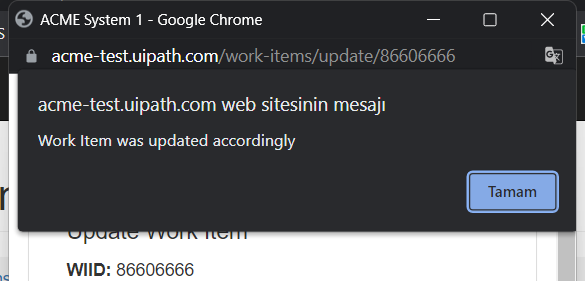 ACME System 1 - Google Chrome
acme-test.uipath.com/work-items/update/86606666
acme-test.uipath.com web sitesinin mesajı
Work Item was updated accordingly
Tamam
Update Work Item
WIID: 86606666